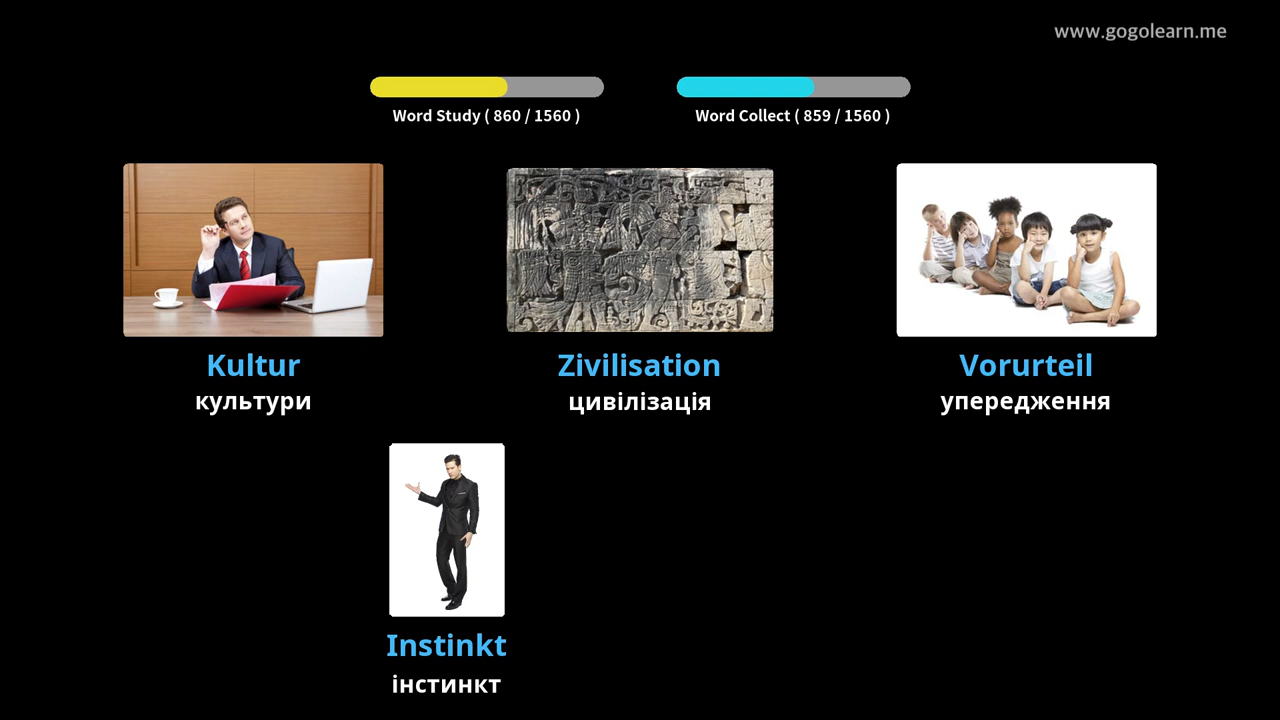 www.gogolearn.me
Word Study ( 860 / 1560 )
Word Collect ( 859 / 1560 )
Kultur
Zivilisation
Vorurteil
культури
цивілізація
упередження
Instinkt
інстинкт